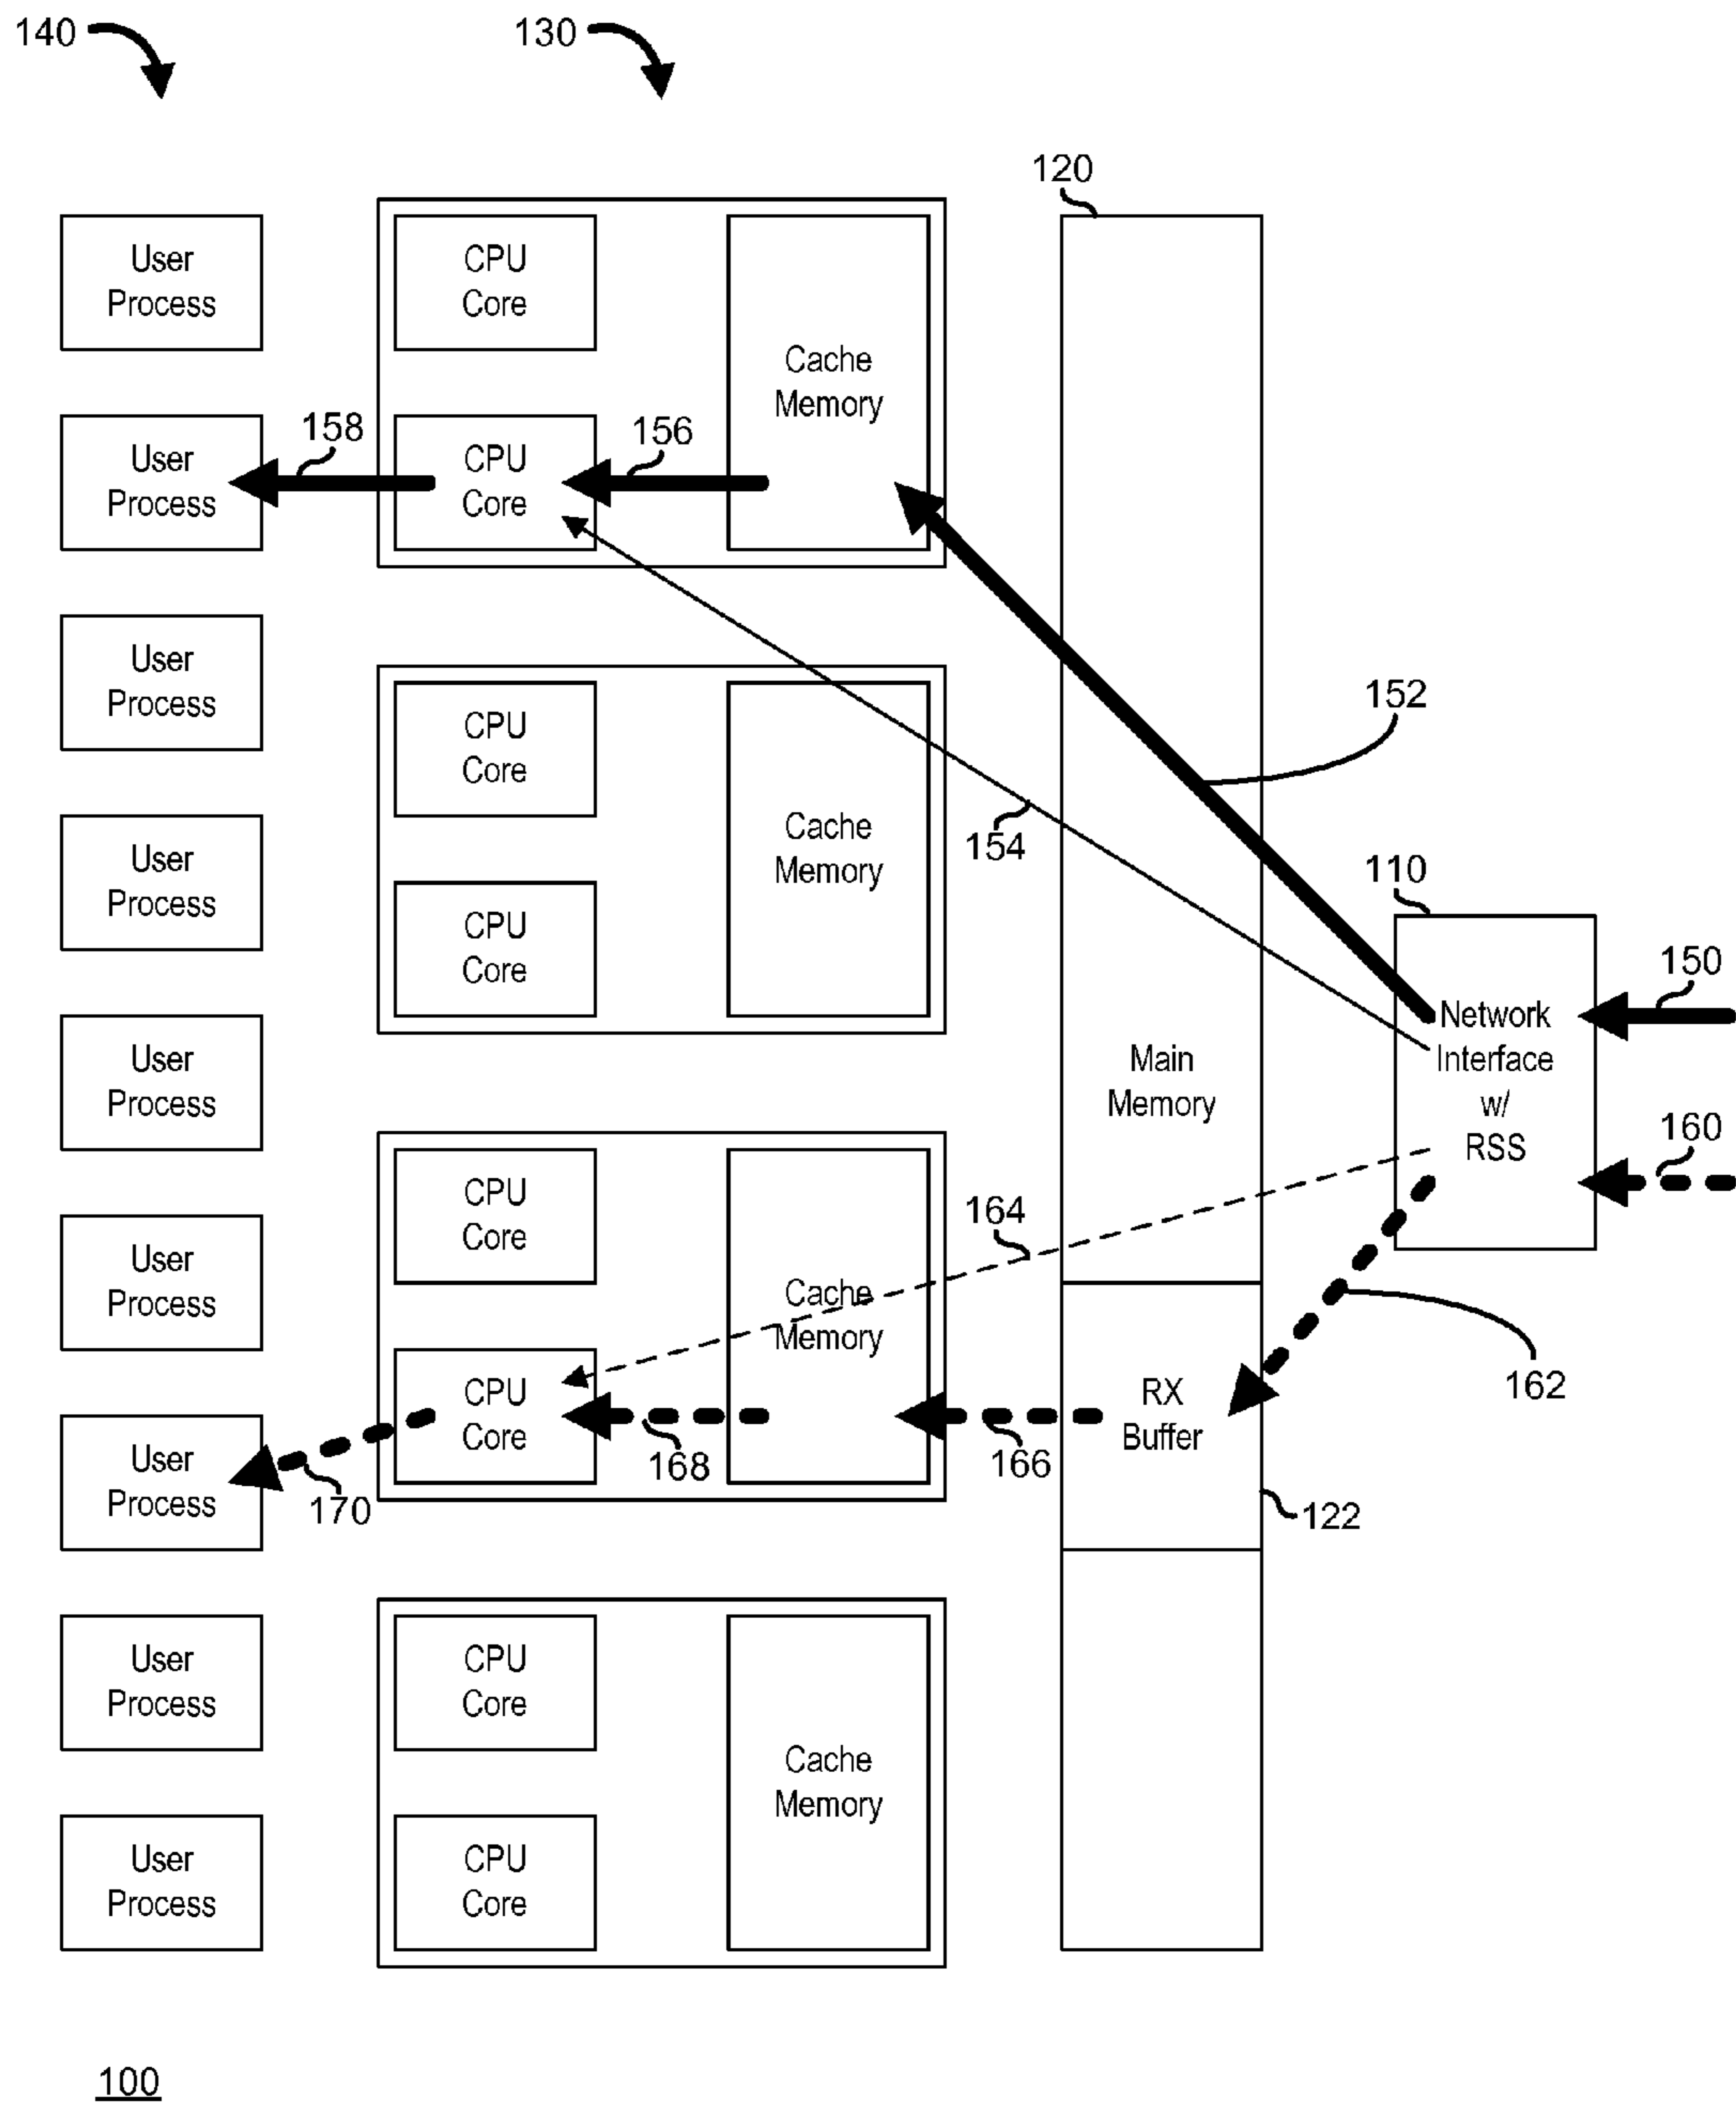 140
130
120
User
Process
CPU
Core
Cache
Memory
User
Process
158
CPU
Core
156
User
Process
152
CPU
Core
Cache
Memory
154
User
Process
110
CPU
Core
150
Network
Interface
w/
RSS
User
Process
Main
Memory
160
CPU
Core
164
User
Process
Cache
Memory
162
CPU
Core
RX
Buffer
User
Process
168
166
170
122
User
Process
CPU
Core
Cache
Memory
User
Process
CPU
Core
100